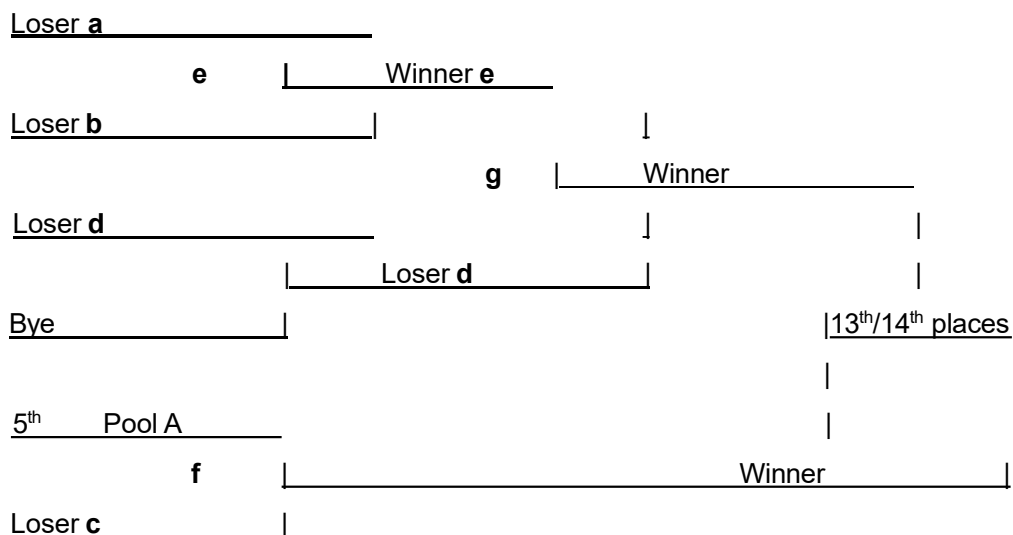 Loser a
e Winner e
Loser b
g Winner
Loser d
Loser d
Bye 13th/14th places
5th Pool A
f Winner
Loser c